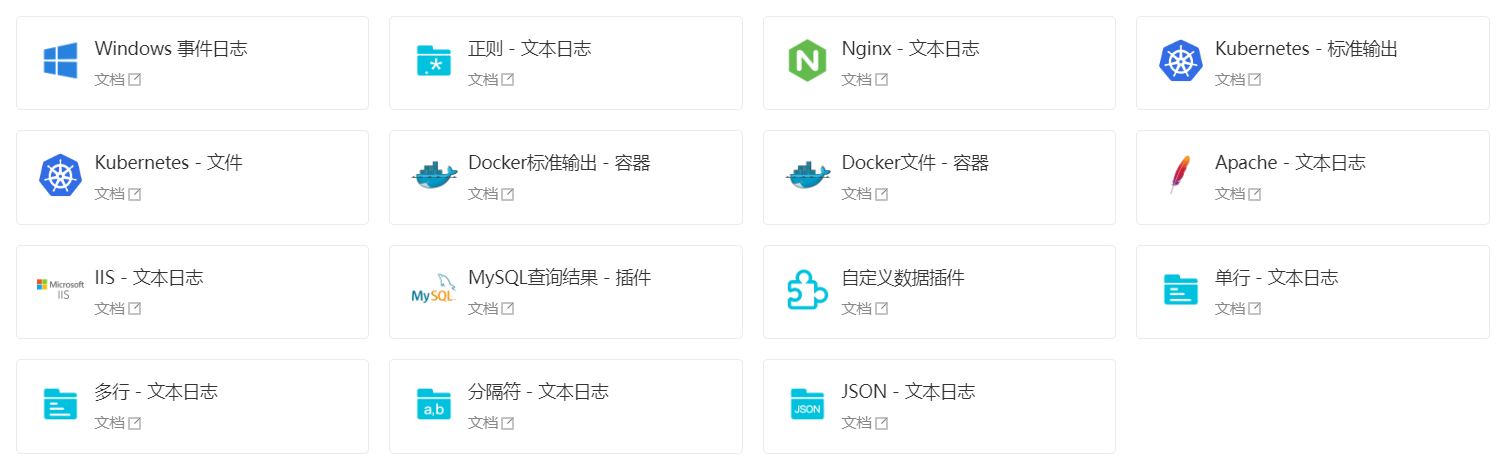 Windows 事件日志
文档
正则 - 文本日志
文档
Nginx - 文本日志
文档
Kubernetes - 标准输出
文档
Kubernetes - 文件
文档
Docker标准输出 - 容器
文档
Docker文件 - 容器
文档
Apache - 文本日志
文档
Microsoft
IIS
IIS - 文本日志
文档
MySQL
MySQL查询结果 - 插件
文档
自定义数据插件
文档
单行 - 文本日志
文档
多行 - 文本日志
文档
a,b
分隔符 - 文本日志
文档
JSON
JSON - 文本日志
文档